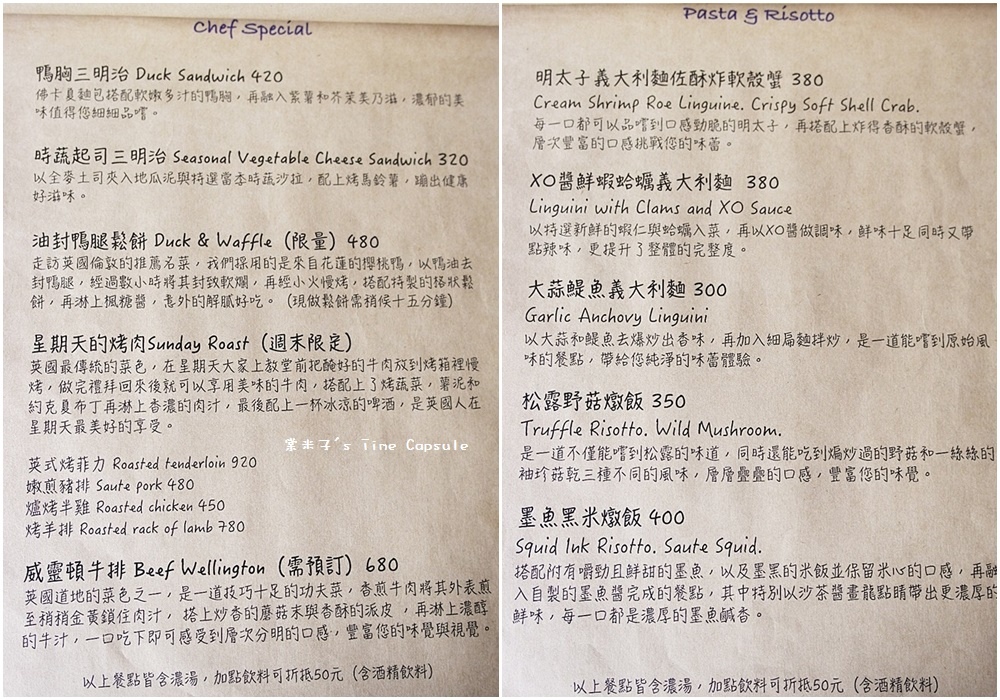 Chef Special
鴨胸三明治 Duck Sandwich 420
佛卡夏麵包搭配軟嫩多汁的鴨胸，再融入紫薯和芥茉美乃滋，濃郁的美
味值得您細細品嚐。
時蔬起司三明治 Seasonal Vegetable Cheese Sandwich 320
以全麥土司夾入地瓜泥與特選當季時蔬沙拉，配上烤馬鈴薯，蹦出健康
好滋味。
油封鴨腿鬆餅 Duck & Waffle (限量) 480
走訪英國倫敦的推薦名菜，我們採用的是來自花蓮的櫻桃鴨，以鴨油去
封鴨腿，經過數小時將其封致軟爛，再經小火慢烤，搭配特製的格狀鬆
餅，再淋上楓糖醬，意外的解膩好吃。(現做鬆餅需稍候十五分鐘)
星期天的烤肉Sunday Roast (週末限定)
英國最傳統的菜色，在星期天大家上教堂前把醃好的牛肉放到烤箱裡慢
烤，做完禮拜回來後就可以享用美味的牛肉，搭配上了烤蔬菜，薯泥和
約克夏布丁再淋上香濃的肉汁，最後配上一杯冰涼的啤酒，是英國人在
星期天最美好的享受。
葉末子's Time Capsule
英式烤菲力 Roasted tenderloin 920
嫩煎豬排 Saute pork 480
爐烤半雞 Roasted chicken 450
烤羊排 Roasted rack of lamb 780
威靈頓牛排 Beef Wellington (需預訂) 680
英國道地的菜色之一，是一道技巧十足的功夫菜，香煎牛肉將其外表煎
至稍稍金黃鎖住肉汁，搭上炒香的蘑菇末與香酥的派皮，再淋上濃醇
的牛汁，一口吃下即可感受到層次分明的口感，豐富您的味覺與視覺。
以上餐點皆含濃湯，加點飲料可折抵50元 (含酒精飲料)
Pasta & Risotto
明太子義大利麵佐酥炸軟殼蟹 380
Cream Shrimp Roe Linguine. Crispy Soft Shell Crab.
每一口都可以品嚐到口感勁脆的明太子，再搭配上炸得香酥的軟殼蟹，
層次豐富的口感挑戰您的味蕾。
XO醬鮮蝦蛤蠣義大利麵 380
Linguini with Clams and XO Sauce
以特選新鮮的蝦仁與蛤蠣入菜，再以XO醬做調味，鮮味十足同時又帶
點辣味，更提升了整體的完整度。
大蒜鯷魚義大利麵 300
Garlic Anchovy Linguini
以大蒜和鯷魚去爆炒出香味，再加入細扁麵拌炒，是一道能嚐到原始風
味的餐點，帶給您純淨的味蕾體驗。
松露野菇燉飯 350
Truffle Risotto. Wild Mushroom.
是一道不僅能嚐到松露的味道，同時還能吃到煸炒過的野菇和一絲絲的
袖珍菇乾三種不同的風味，層層疊疊的口感，豐富您的味覺。
墨魚黑米燉飯 400
Squid Ink Risotto. Saute Squid.
搭配附有嚼勁且鮮甜的墨魚，以及墨黑的米飯並保留米心的口感，再融
入自製的墨魚醬完成的餐點，其中特別以沙茶醬畫龍點睛帶出更濃厚的
鮮味，每一口都是濃厚的墨魚鹹香。
以上餐點皆含濃湯，加點飲料可折抵50元 (含酒精飲料)